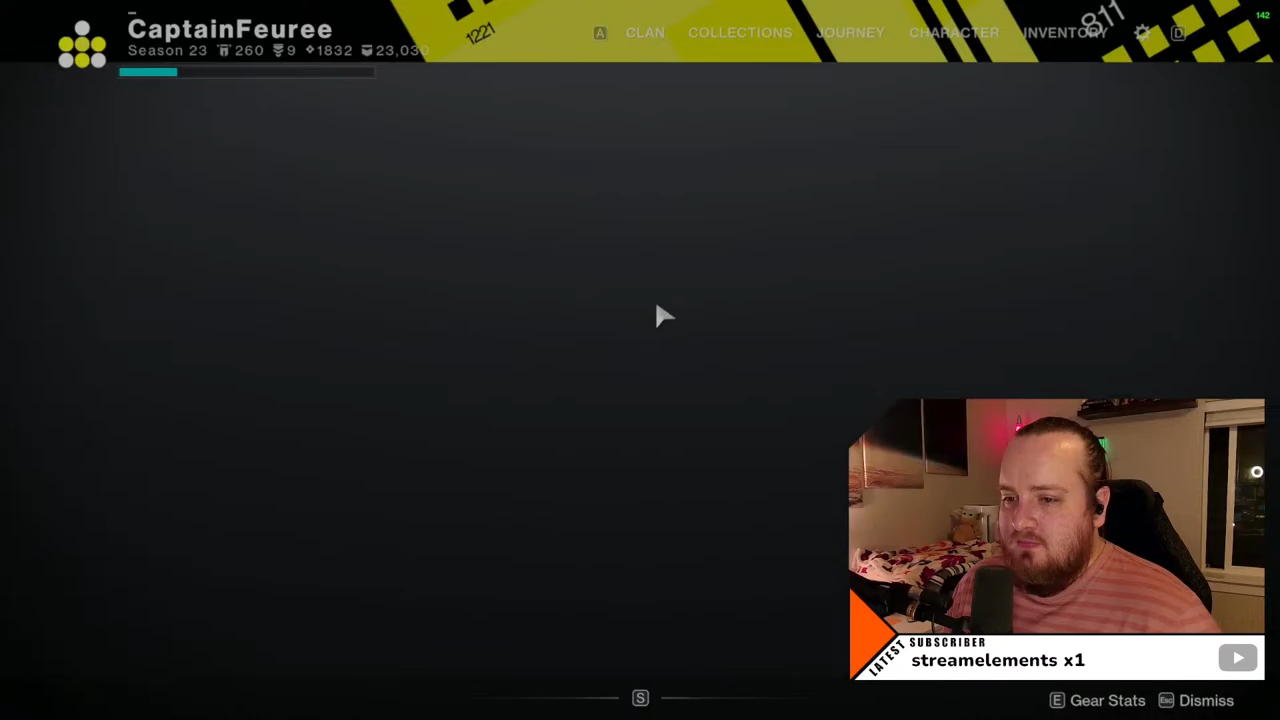 CaptainFeuree
Season 23 260 9 1832 23,030
1221
A CLAN COLLECTIONS JOURNEY CHARACTER INVENTORY D
811
142
LATEST SUBSCRIBER
streamelements x1
S
E Gear Stats Esc Dismiss